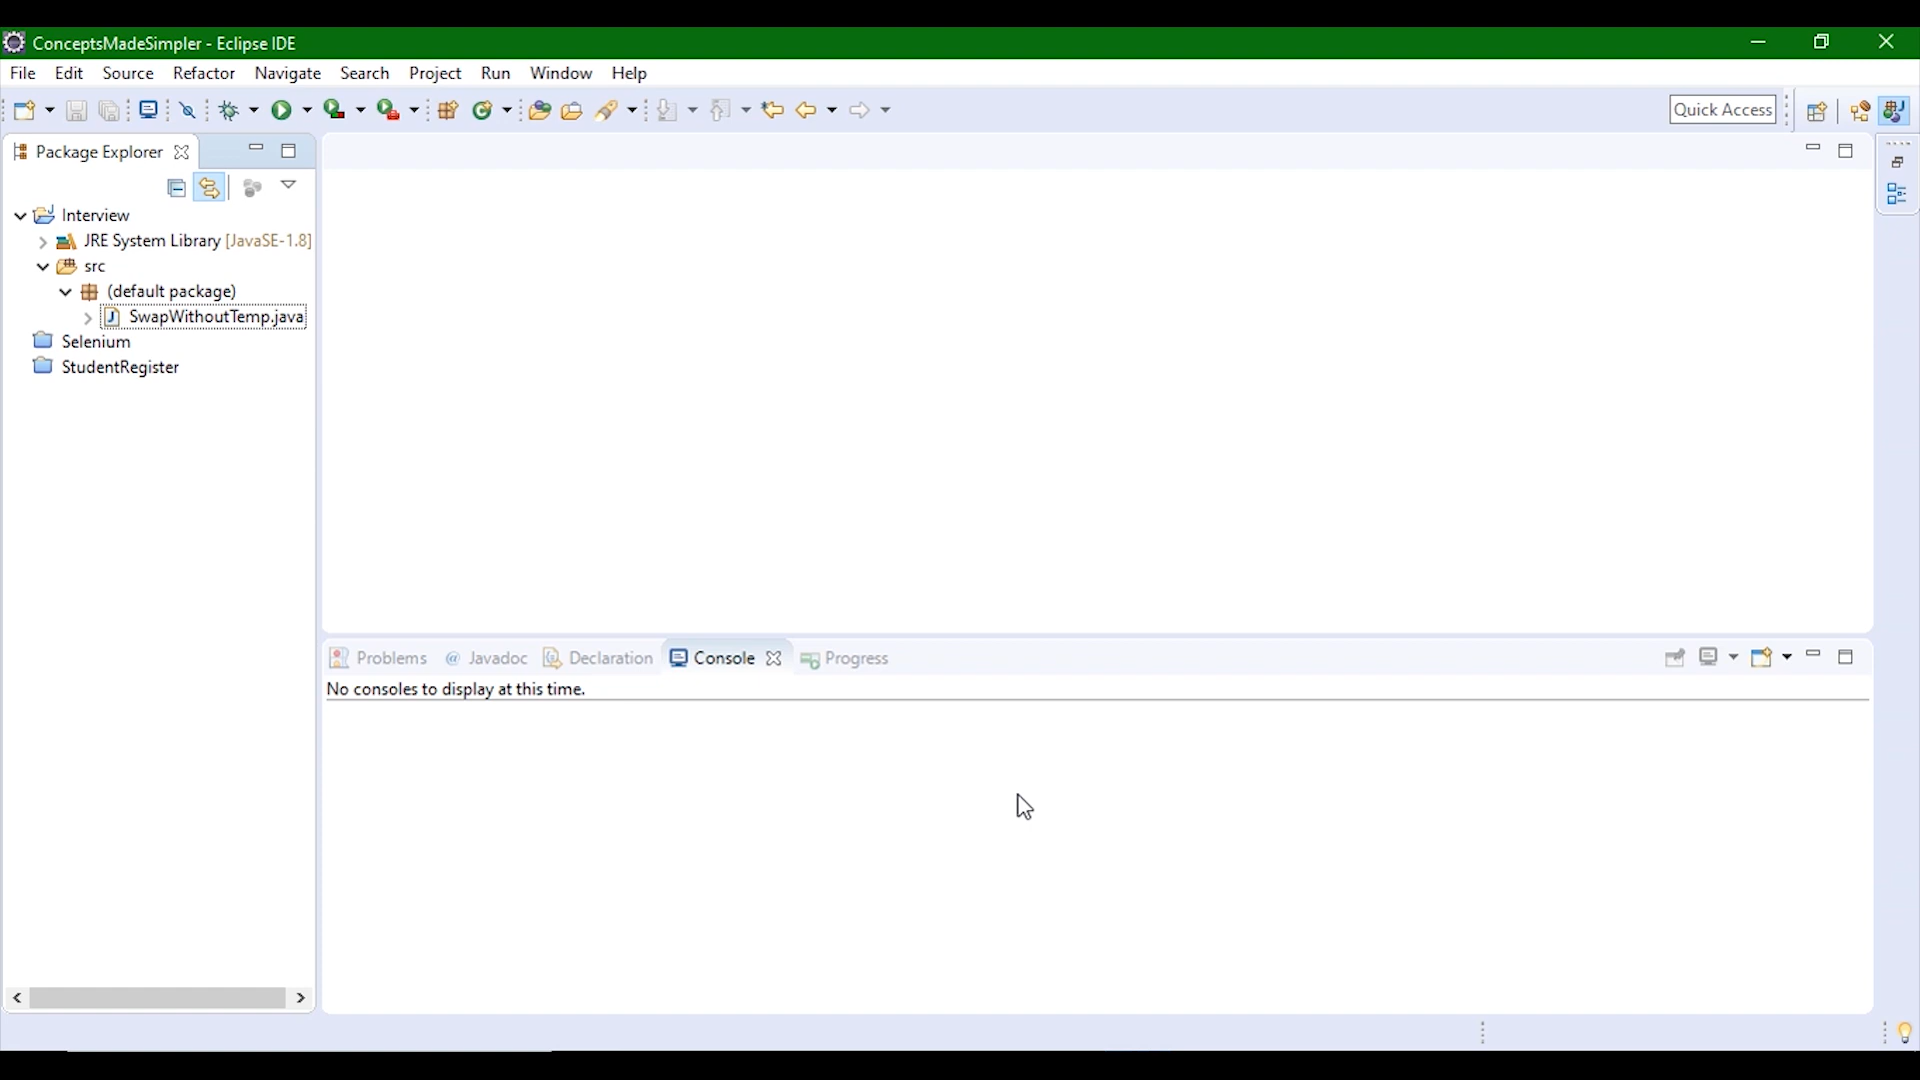 ConceptsMadeSimpler - Eclipse IDE
File Edit Source Refactor Navigate Search Project Run Window Help
Quick Access
Package Explorer
Interview
JRE System Library [JavaSE-1.8]
src
(default package)
SwapWithoutTemp.java
Selenium
StudentRegister
Problems @ Javadoc Declaration Console Progress
No consoles to display at this time.